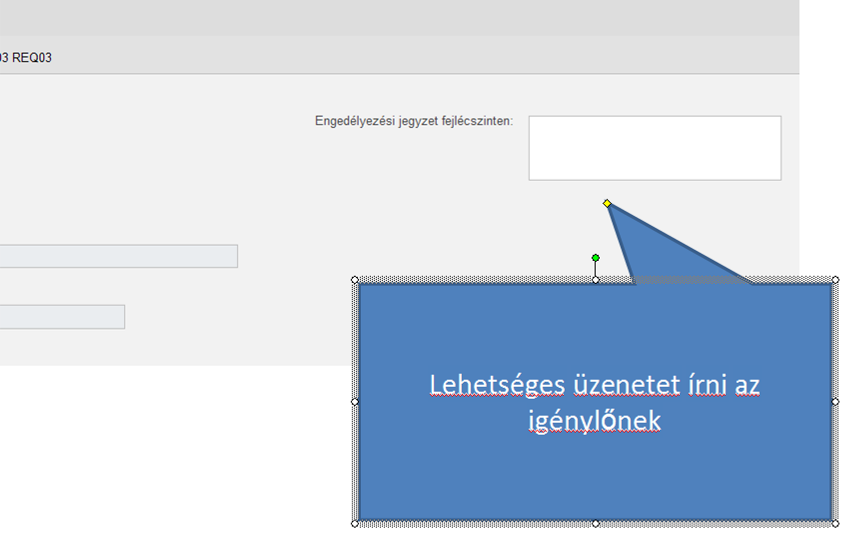 03 REQ03
Engedélyezési jegyzet fejlécszinten:
Lehetséges üzenetet írni az
igénylőnek